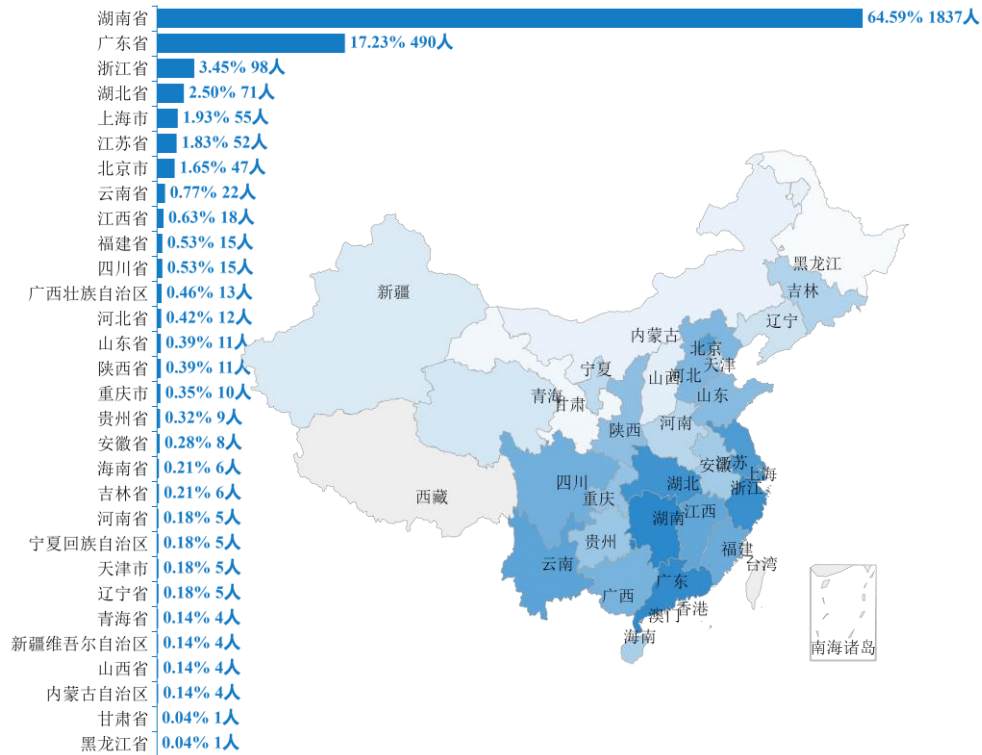 湖南省 64.59% 1837人
广东省 17.23% 490人
浙江省 3.45% 98人
湖北省 2.50% 71人
上海市 1.93% 55人
江苏省 1.83% 52人
北京市 1.65% 47人
云南省 0.77% 22人
江西省 0.63% 18人
福建省 0.53% 15人
四川省 0.53% 15人
广西壮族自治区 0.46% 13人
河北省 0.42% 12人
山东省 0.39% 11人
陕西省 0.39% 11人
重庆市 0.35% 10人
贵州省 0.32% 9人
安徽省 0.28% 8人
海南省 0.21% 6人
吉林省 0.21% 6人
河南省 0.18% 5人
宁夏回族自治区 0.18% 5人
天津市 0.18% 5人
辽宁省 0.18% 5人
青海省 0.14% 4人
新疆维吾尔自治区 0.14% 4人
山西省 0.14% 4人
内蒙古自治区 0.14% 4人
甘肃省 0.04% 1人
黑龙江省 0.04% 1人
黑龙江
新疆
吉林
辽宁
内蒙古
北京
天津
宁夏
山西
河北
青海
甘肃
山东
河南
陕西
安徽
江苏
上海
四川
湖北
浙江
重庆
西藏
湖南
江西
贵州
福建
云南
台湾
广东
广西
澳门
香港
海南
南海诸岛